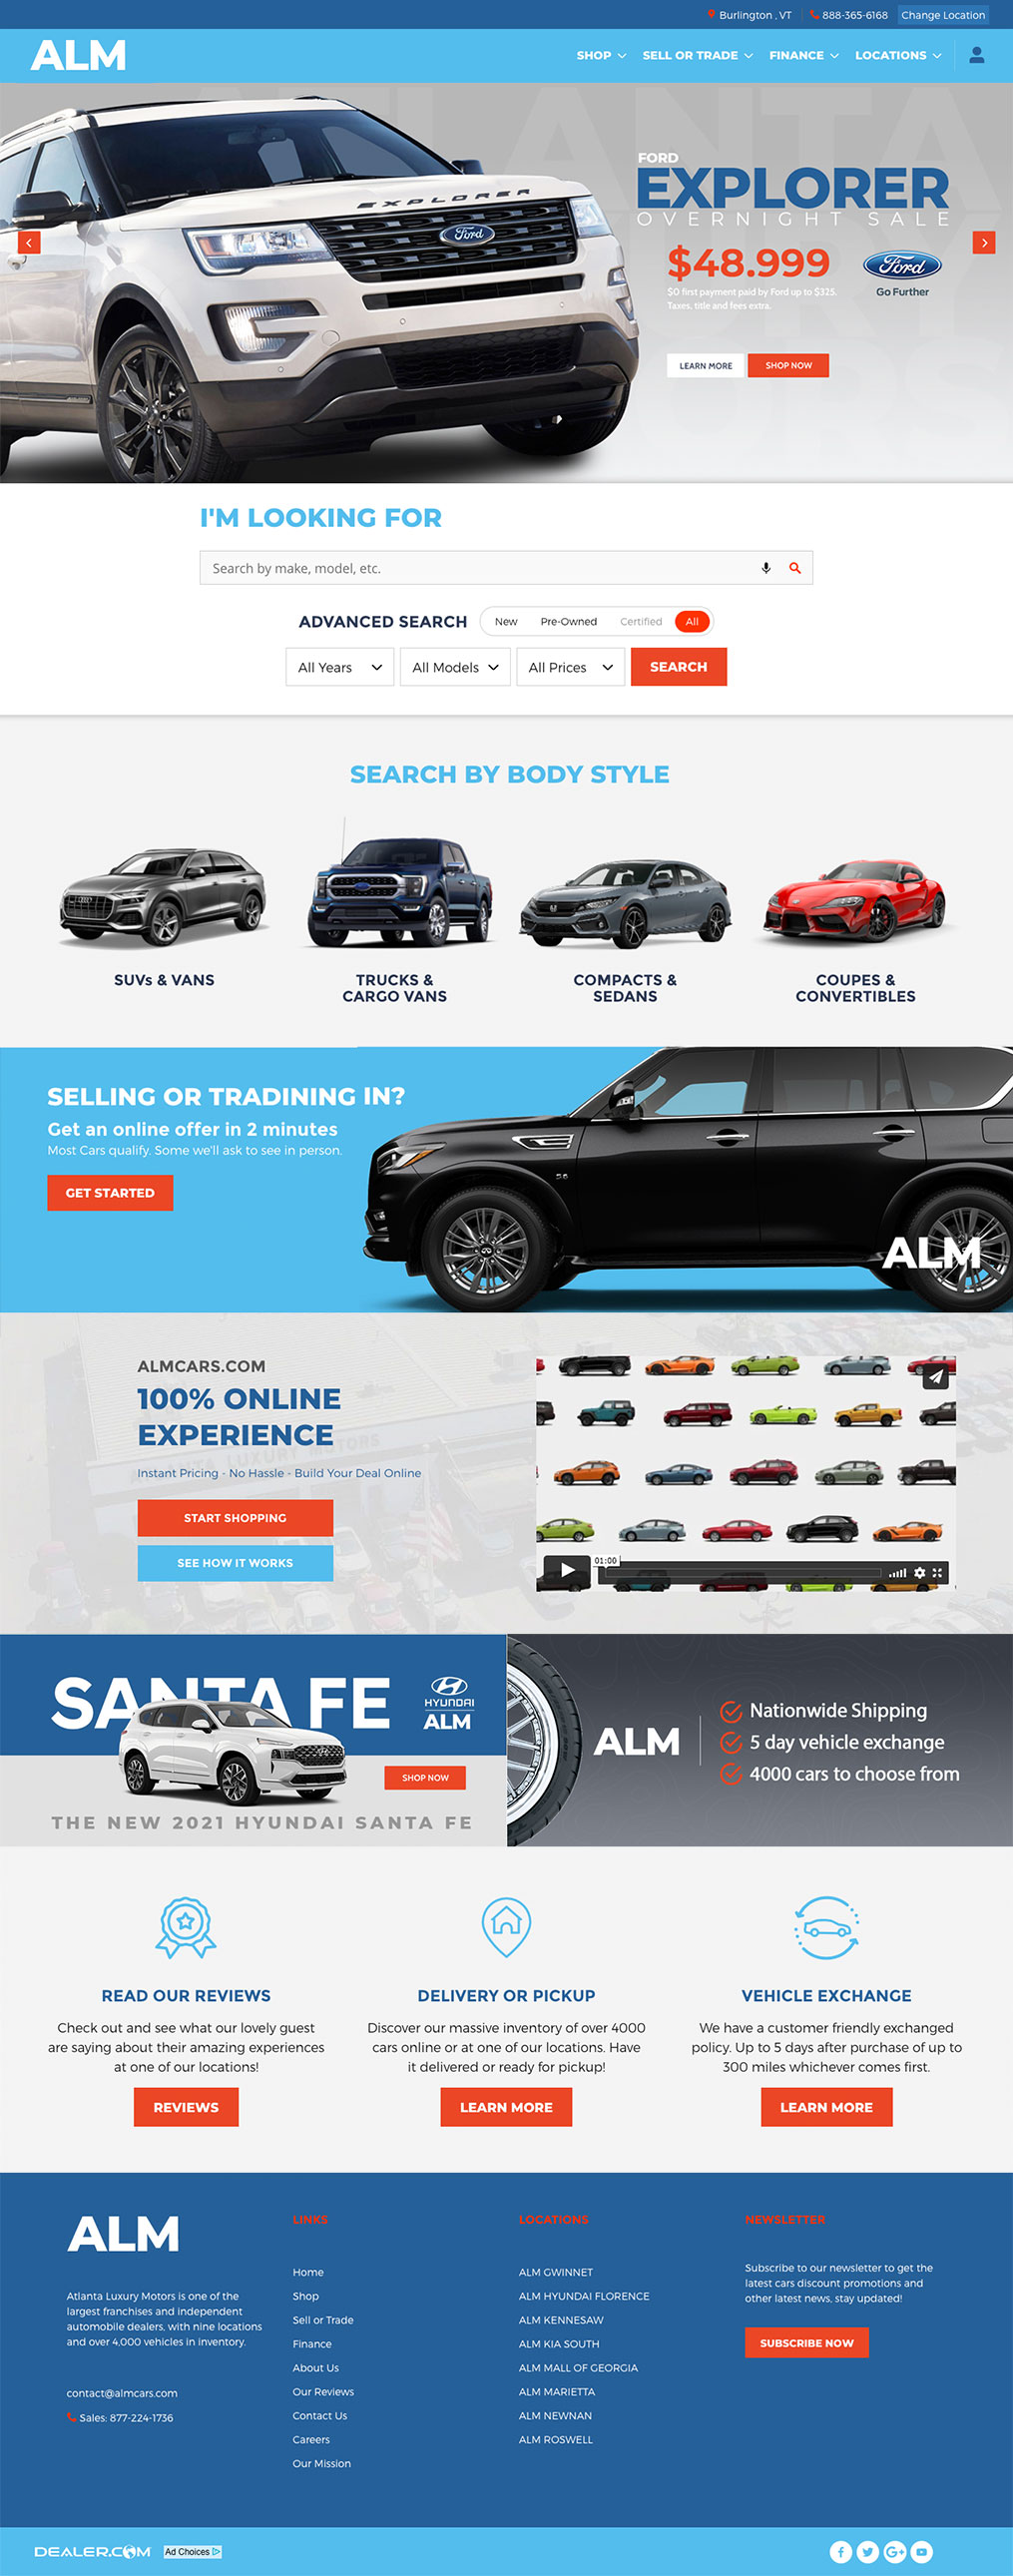 Burlington , VT
888-365-6168
Change Location
ALM
SHOP
SELL OR TRADE
FINANCE
LOCATIONS
EXPLORER
Ford
FORD
EXPLORER
OVERNIGHT SALE
$48.999
$0 first payment paid by Ford up to $325.
Taxes, title and fees extra.
Ford
Go Further
LEARN MORE
SHOP NOW
I'M LOOKING FOR
Search by make, model, etc.
ADVANCED SEARCH
New
Pre-Owned
Certified
All
All Years
All Models
All Prices
SEARCH
SEARCH BY BODY STYLE
SUVs & VANS
TRUCKS &
CARGO VANS
COMPACTS &
SEDANS
COUPES &
CONVERTIBLES
SELLING OR TRADINING IN?
Get an online offer in 2 minutes
Most Cars qualify. Some we'll ask to see in person.
GET STARTED
ALM
ALMCARS.COM
100% ONLINE
EXPERIENCE
Instant Pricing - No Hassle - Build Your Deal Online
START SHOPPING
SEE HOW IT WORKS
01:00
SANTA FE
HYUNDAI
ALM
SHOP NOW
THE NEW 2021 HYUNDAI SANTA FE
ALM
Nationwide Shipping
5 day vehicle exchange
4000 cars to choose from
READ OUR REVIEWS
Check out and see what our lovely guest
are saying about their amazing experiences
at one of our locations!
REVIEWS
DELIVERY OR PICKUP
Discover our massive inventory of over 4000
cars online or at one of our locations. Have
it delivered or ready for pickup!
LEARN MORE
VEHICLE EXCHANGE
We have a customer friendly exchanged
policy. Up to 5 days after purchase of up to
300 miles whichever comes first.
LEARN MORE
ALM
Atlanta Luxury Motors is one of the
largest franchises and independent
automobile dealers, with nine locations
and over 4,000 vehicles in inventory.
contact@almcars.com
Sales: 877-224-1736
LINKS
Home
Shop
Sell or Trade
Finance
About Us
Our Reviews
Contact Us
Careers
Our Mission
LOCATIONS
ALM GWINNET
ALM HYUNDAI FLORENCE
ALM KENNESAW
ALM KIA SOUTH
ALM MALL OF GEORGIA
ALM MARIETTA
ALM NEWNAN
ALM ROSWELL
NEWSLETTER
Subscribe to our newsletter to get the
latest cars discount promotions and
other latest news, stay updated!
SUBSCRIBE NOW
DEALER.COM
Ad Choices